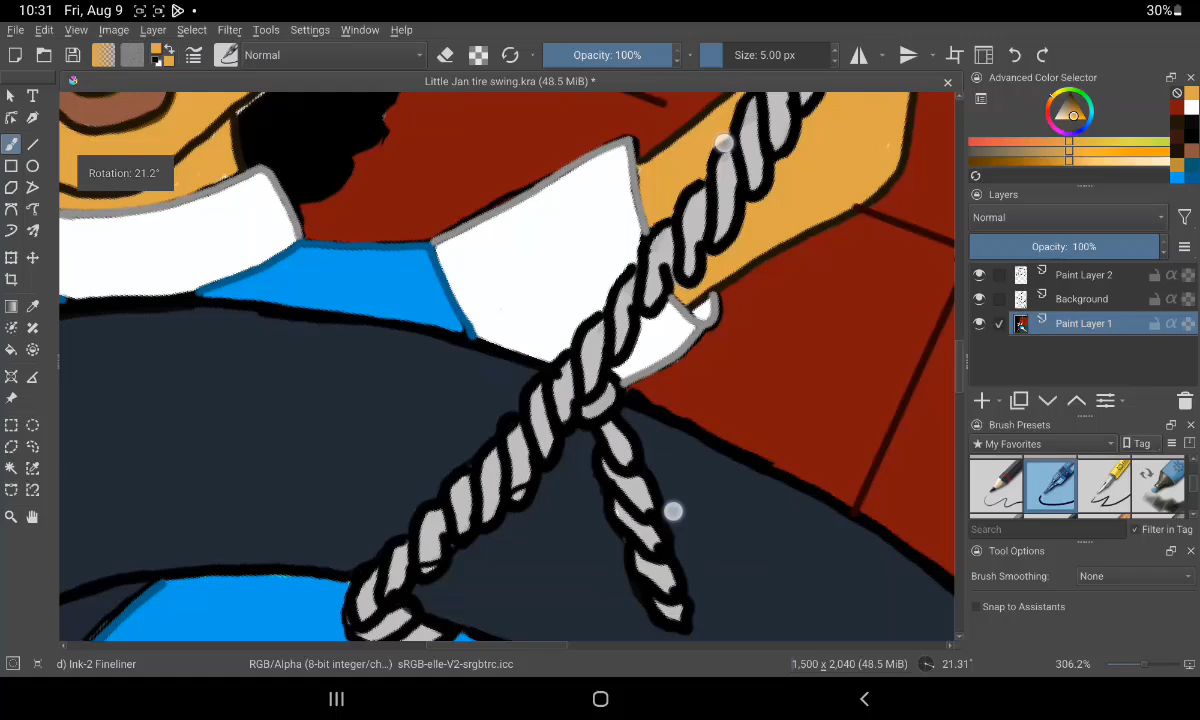 10:31 Fri, Aug 9
30%
File Edit View Image Layer Select Filter Tools Settings Window Help
Normal
Opacity: 100%
Size: 5.00 px
Little Jan tire swing.kra (48.5 MiB) *
Advanced Color Selector
Rotation: 21.2°
Layers
Normal
Opacity: 100%
Paint Layer 2
Background
Paint Layer 1
Brush Presets
★ My Favorites
Tag
Search
Filter in Tag
Tool Options
Brush Smoothing:
None
Snap to Assistants
d) Ink-2 Fineliner
RGB/Alpha (8-bit integer/ch...) sRGB-elle-V2-srgbtrc.icc
1,500 x 2,040 (48.5 MiB)
21.31°
306.2%